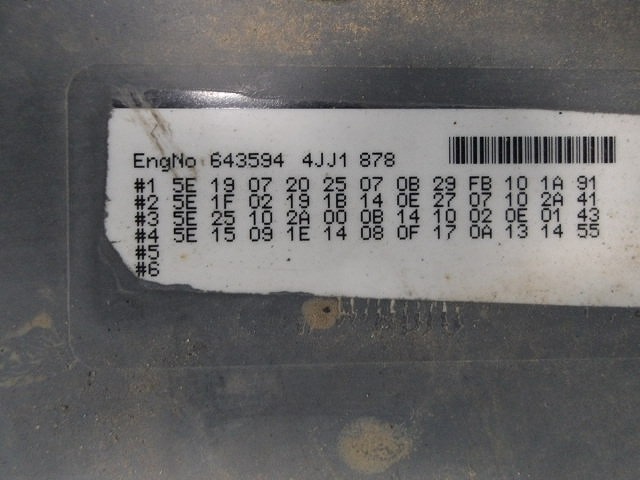 EngNo 643594 4JJ1 878
#1 5E 19 07 20 25 07 0B 29 FB 10 1A 91
#2 5E 1F 02 19 1B 14 0E 27 07 10 2A 41
#3 5E 25 10 2A 00 0B 14 10 02 0E 01 43
#4 5E 15 09 1E 14 08 0F 17 0A 13 14 55
#5
#6